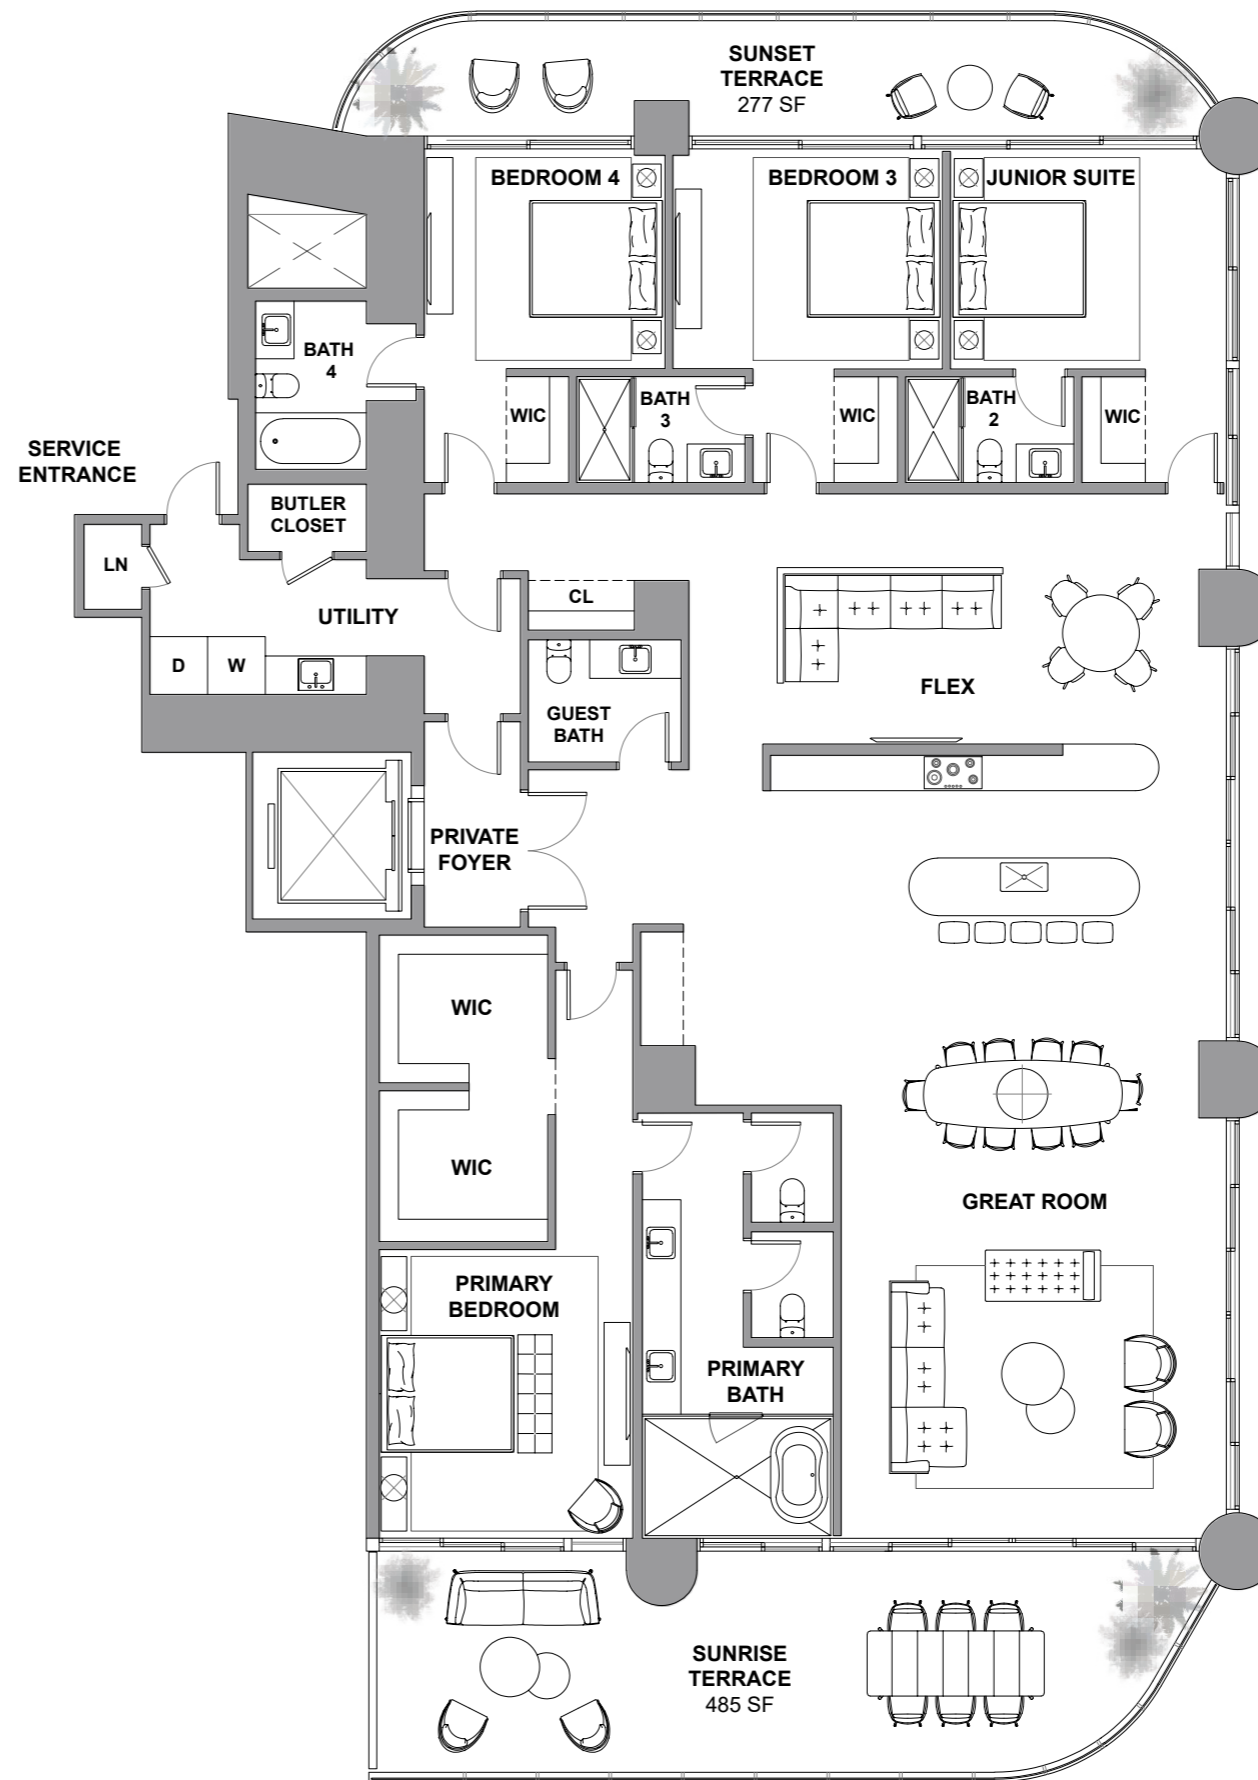 SUNSET
TERRACE
277 SF
BEDROOM 4
BEDROOM 3
JUNIOR SUITE
BATH
4
WIC
BATH
3
WIC
BATH
2
WIC
SERVICE
ENTRANCE
BUTLER
CLOSET
LN
UTILITY
CL
D
W
FLEX
GUEST
BATH
PRIVATE
FOYER
WIC
WIC
GREAT ROOM
PRIMARY
BEDROOM
PRIMARY
BATH
SUNRISE
TERRACE
485 SF